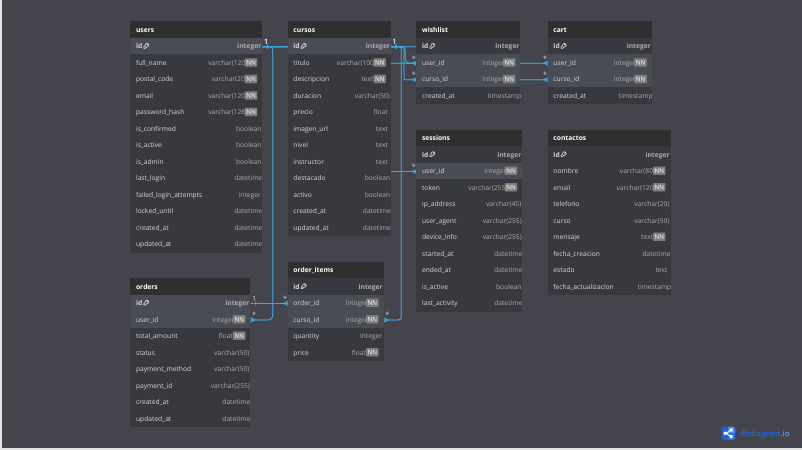 users
id integer
full_name varchar(120 NN
postal_code varchar(20 NN
email varchar(120 NN
password_hash varchar(128 NN
is_confirmed boolean
is_active boolean
is_admin boolean
last_login datetime
failed_login_attempts integer
locked_until datetime
created_at datetime
updated_at datetime
cursos
id integer
titulo varchar(100 NN
descripcion text NN
duracion varchar(50)
precio float
imagen_url text
nivel text
instructor text
destacado boolean
activo boolean
created_at datetime
updated_at datetime
wishlist
id integer
user_id intege NN
curso_id intege NN
created_at timestamp
cart
id integer
user_id intege NN
curso_id intege NN
created_at timestamp
sessions
id integer
user_id intege NN
token varchar(255 NN
ip_address varchar(45)
user_agent varchar(255)
device_info varchar(255)
started_at datetime
ended_at datetime
is_active boolean
last_activity datetime
contactos
id integer
nombre varchar(80 NN
email varchar(120 NN
telefono varchar(20)
curso varchar(50)
mensaje text NN
fecha_creacion datetime
estado text
fecha_actualizacion timestamp
orders
id integer
user_id intege NN
total_amount float NN
status varchar(50)
payment_method varchar(50)
payment_id varchar(255)
created_at datetime
updated_at datetime
order_items
id integer
order_id intege NN
curso_id intege NN
quantity integer
price float NN
1
1
1
*
*
*
*
*
*
*
*
dbdiagram.io